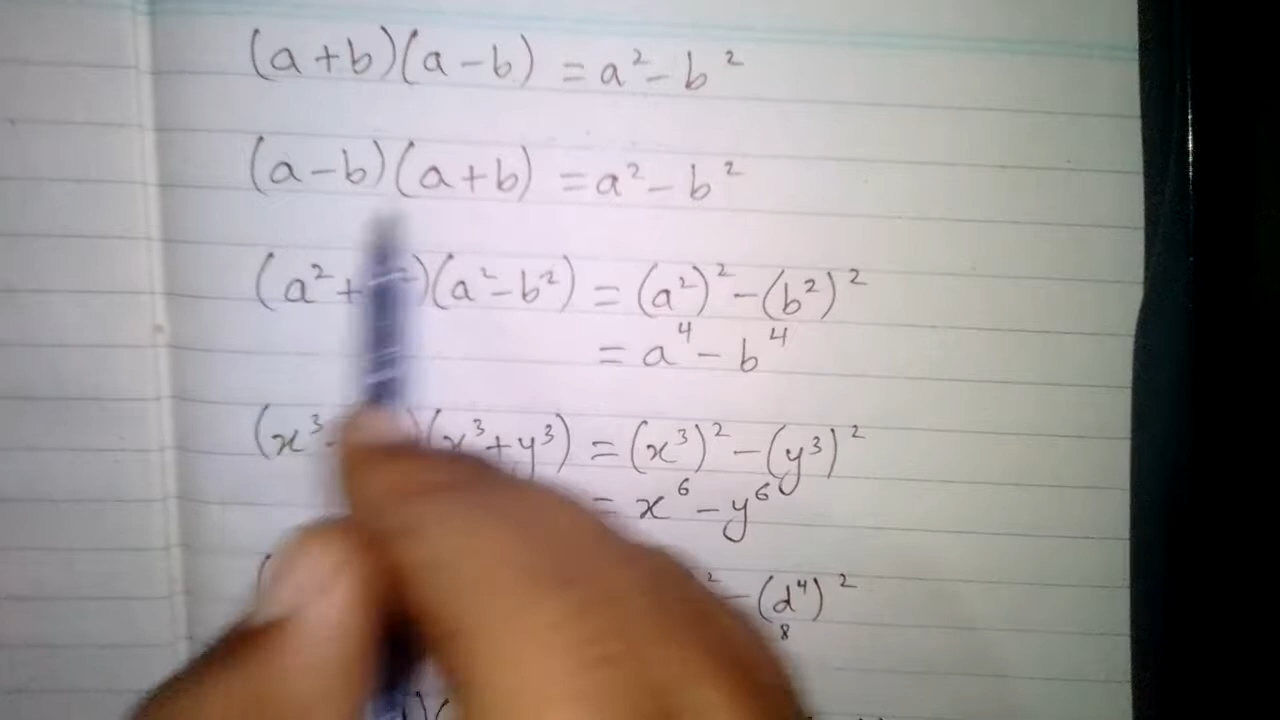 (a+b)(a-b) = a² - b²
(a-b)(a+b) = a² - b²
(a²+ )(a²-b²) = (a²)² - (b²)²
= a⁴ - b⁴
(x³ )(x³+y³) = (x³)² - (y³)²
= x⁶ - y⁶
( ² - (d⁴)²
8
)(